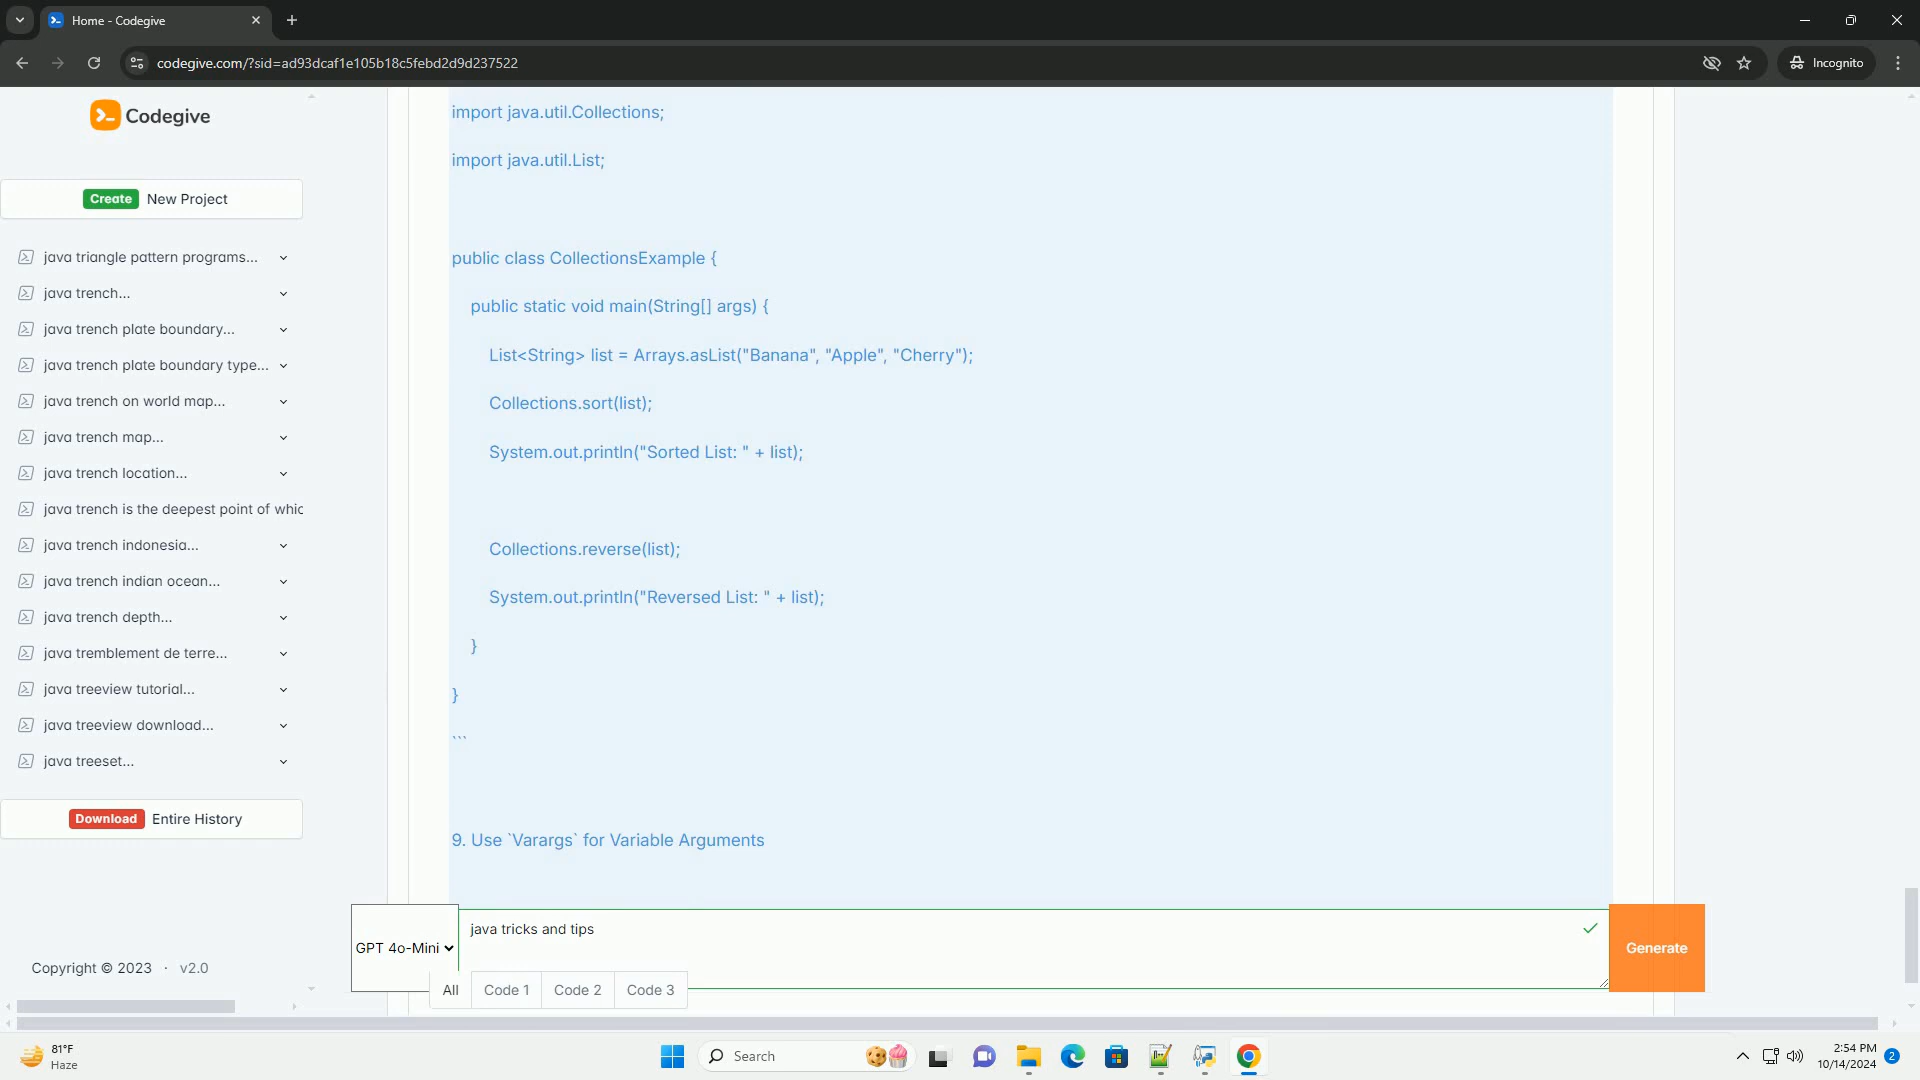 Home - Codegive
codegive.com/?sid=ad93dcaf1e105b18c5febd2d9d237522
Incognito
Codegive
Create New Project
java triangle pattern programs...
java trench...
java trench plate boundary...
java trench plate boundary type...
java trench on world map...
java trench map...
java trench location...
java trench is the deepest point of whic
java trench indonesia...
java trench indian ocean...
java trench depth...
java tremblement de terre...
java treeview tutorial...
java treeview download...
java treeset...
Download Entire History
Copyright © 2023 · v2.0
import java.util.Collections;
import java.util.List;
public class CollectionsExample {
public static void main(String[] args) {
List<String> list = Arrays.asList("Banana", "Apple", "Cherry");
Collections.sort(list);
System.out.println("Sorted List: " + list);
Collections.reverse(list);
System.out.println("Reversed List: " + list);
}
}
```
9. Use `Varargs` for Variable Arguments
GPT 4o-Mini
java tricks and tips
Generate
All Code 1 Code 2 Code 3
81°F
Haze
Search
2:54 PM
10/14/2024
2